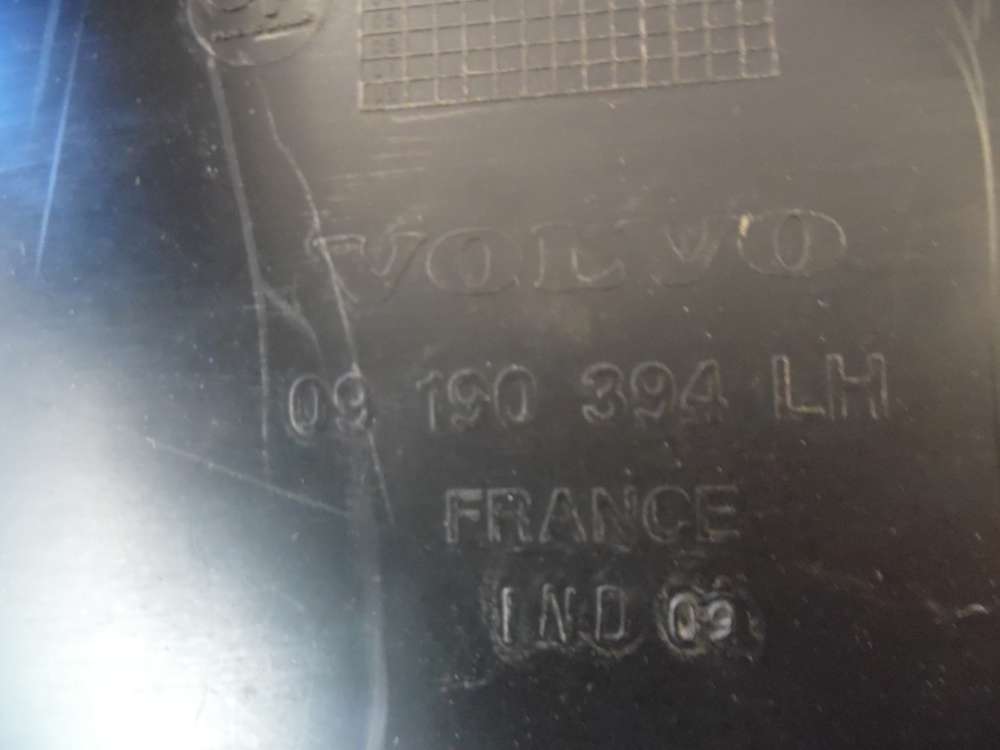 VOLVO
09 190 394 LH
FRANCE
IND 09